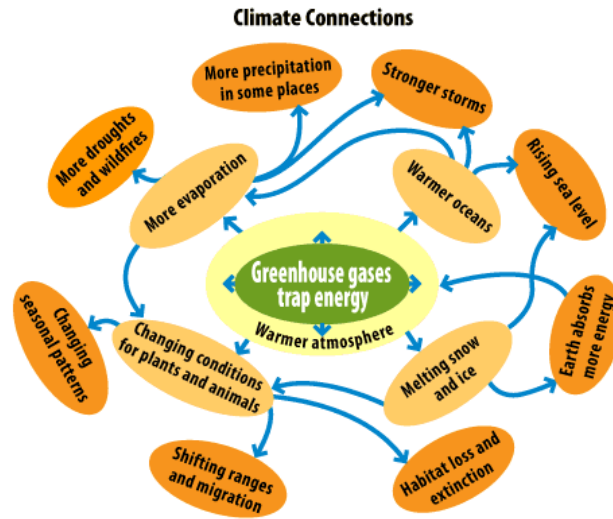 Climate Connections
More precipitation
in some places
Stronger storms
More droughts
and wildfires
More evaporation
Warmer oceans
Rising sea level
Greenhouse gases
trap energy
Warmer atmosphere
Changing
seasonal patterns
Changing conditions
for plants and animals
Melting snow
and ice
Earth absorbs
more energy
Shifting ranges
and migration
Habitat loss and
extinction